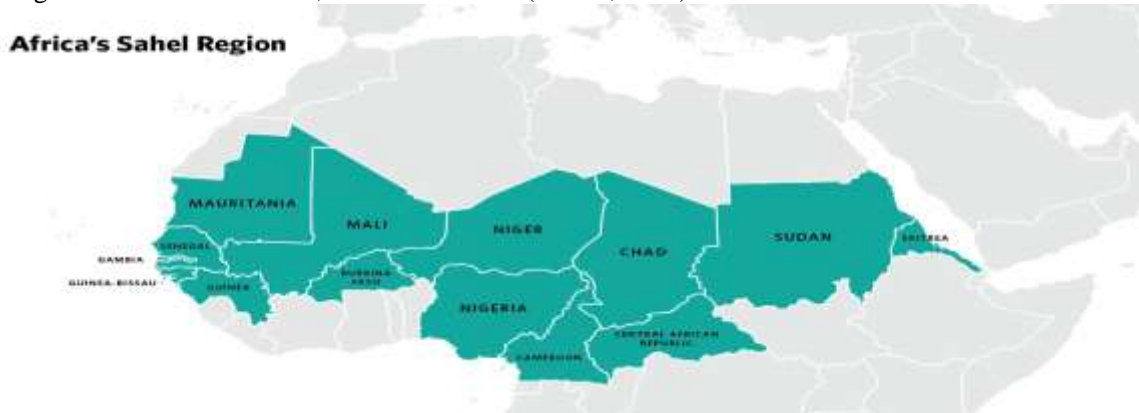 Africa's Sahel Region
MAURITANIA
MALI
NIGER
CHAD
SUDAN
ERITREA
SENEGAL
GAMBIA
GUINEA-BISSAU
GUINEA
BURKINA
FASO
NIGERIA
CAMEROON
CENTRAL AFRICAN
REPUBLIC